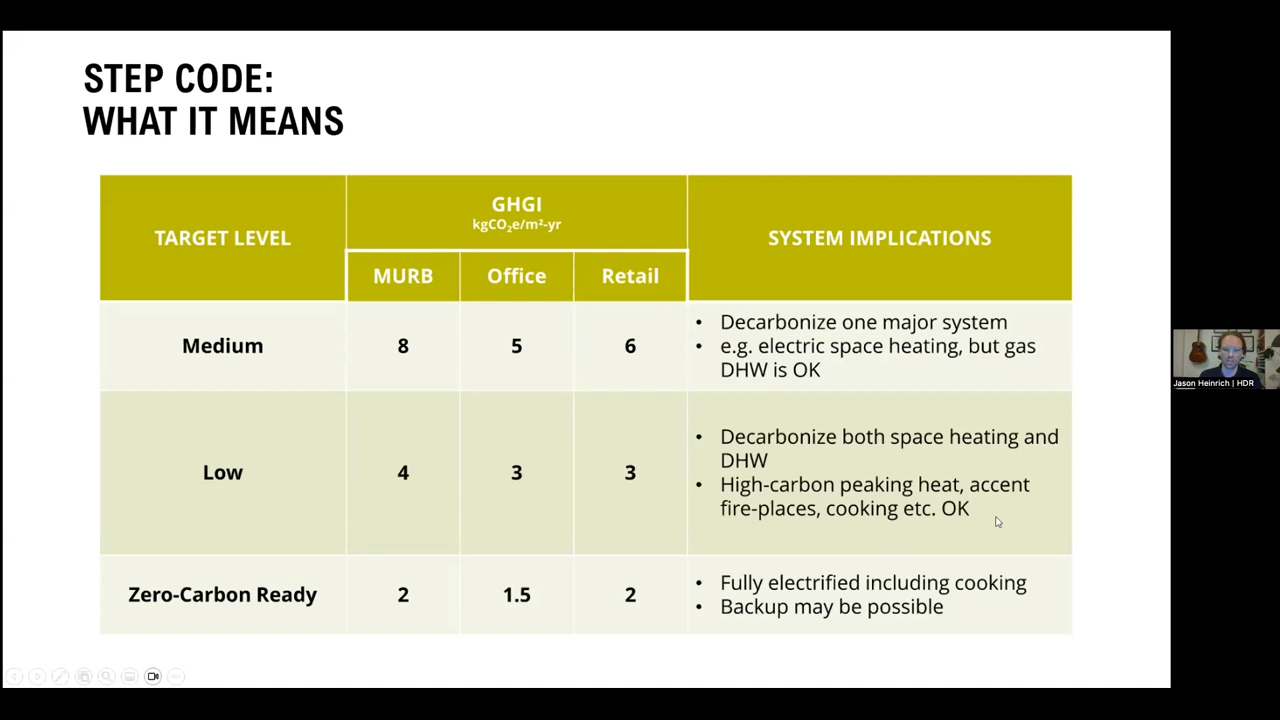 STEP CODE:
WHAT IT MEANS
TARGET LEVEL
GHGI
kgCO₂e/m²-yr
MURB
Office
Retail
SYSTEM IMPLICATIONS
Medium
8
5
6
• Decarbonize one major system
• e.g. electric space heating, but gas
DHW is OK
Low
4
3
3
• Decarbonize both space heating and
DHW
• High-carbon peaking heat, accent
fire-places, cooking etc. OK
Zero-Carbon Ready
2
1.5
2
• Fully electrified including cooking
• Backup may be possible
Jason Heinrich | HDR